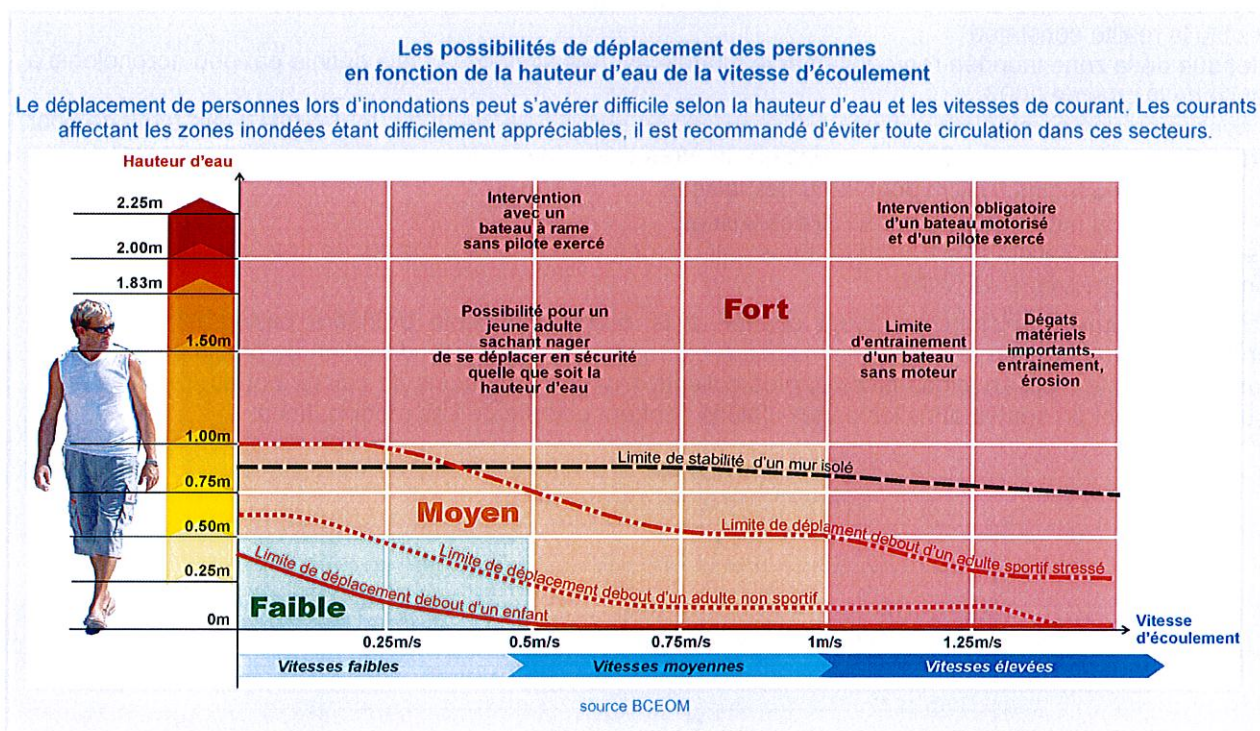 Les possibilités de déplacement des personnes
en fonction de la hauteur d'eau de la vitesse d'écoulement
Le déplacement de personnes lors d'inondations peut s'avérer difficile selon la hauteur d'eau et les vitesses de courant. Les courants
affectant les zones inondées étant difficilement appréciables, il est recommandé d'éviter toute circulation dans ces secteurs.
Hauteur d'eau
2.25m
2.00m
1.83m
1.50m
1.00m
0.75m
0.50m
0.25m
0m
Intervention
avec un
bateau à rame
sans pilote exercé
Intervention obligatoire
d'un bateau motorisé
et d'un pilote exercé
Fort
Possibilité pour un
jeune adulte
sachant nager
de se déplacer en sécurité
quelle que soit la
hauteur d'eau
Limite
d'entrainement
d'un bateau
sans moteur
Dégats
matériels
importants,
entrainement,
érosion
Limite de stabilité d'un mur isolé
Moyen
Limite de déplament debout d'un adulte sportif stressé
Limite de déplacement debout d'un adulte non sportif
Limite de déplacement debout d'un enfant
Faible
0.25m/s
0.5m/s
0.75m/s
1m/s
1.25m/s
Vitesse
d'écoulement
Vitesses faibles
Vitesses moyennes
Vitesses élevées
source BCEOM